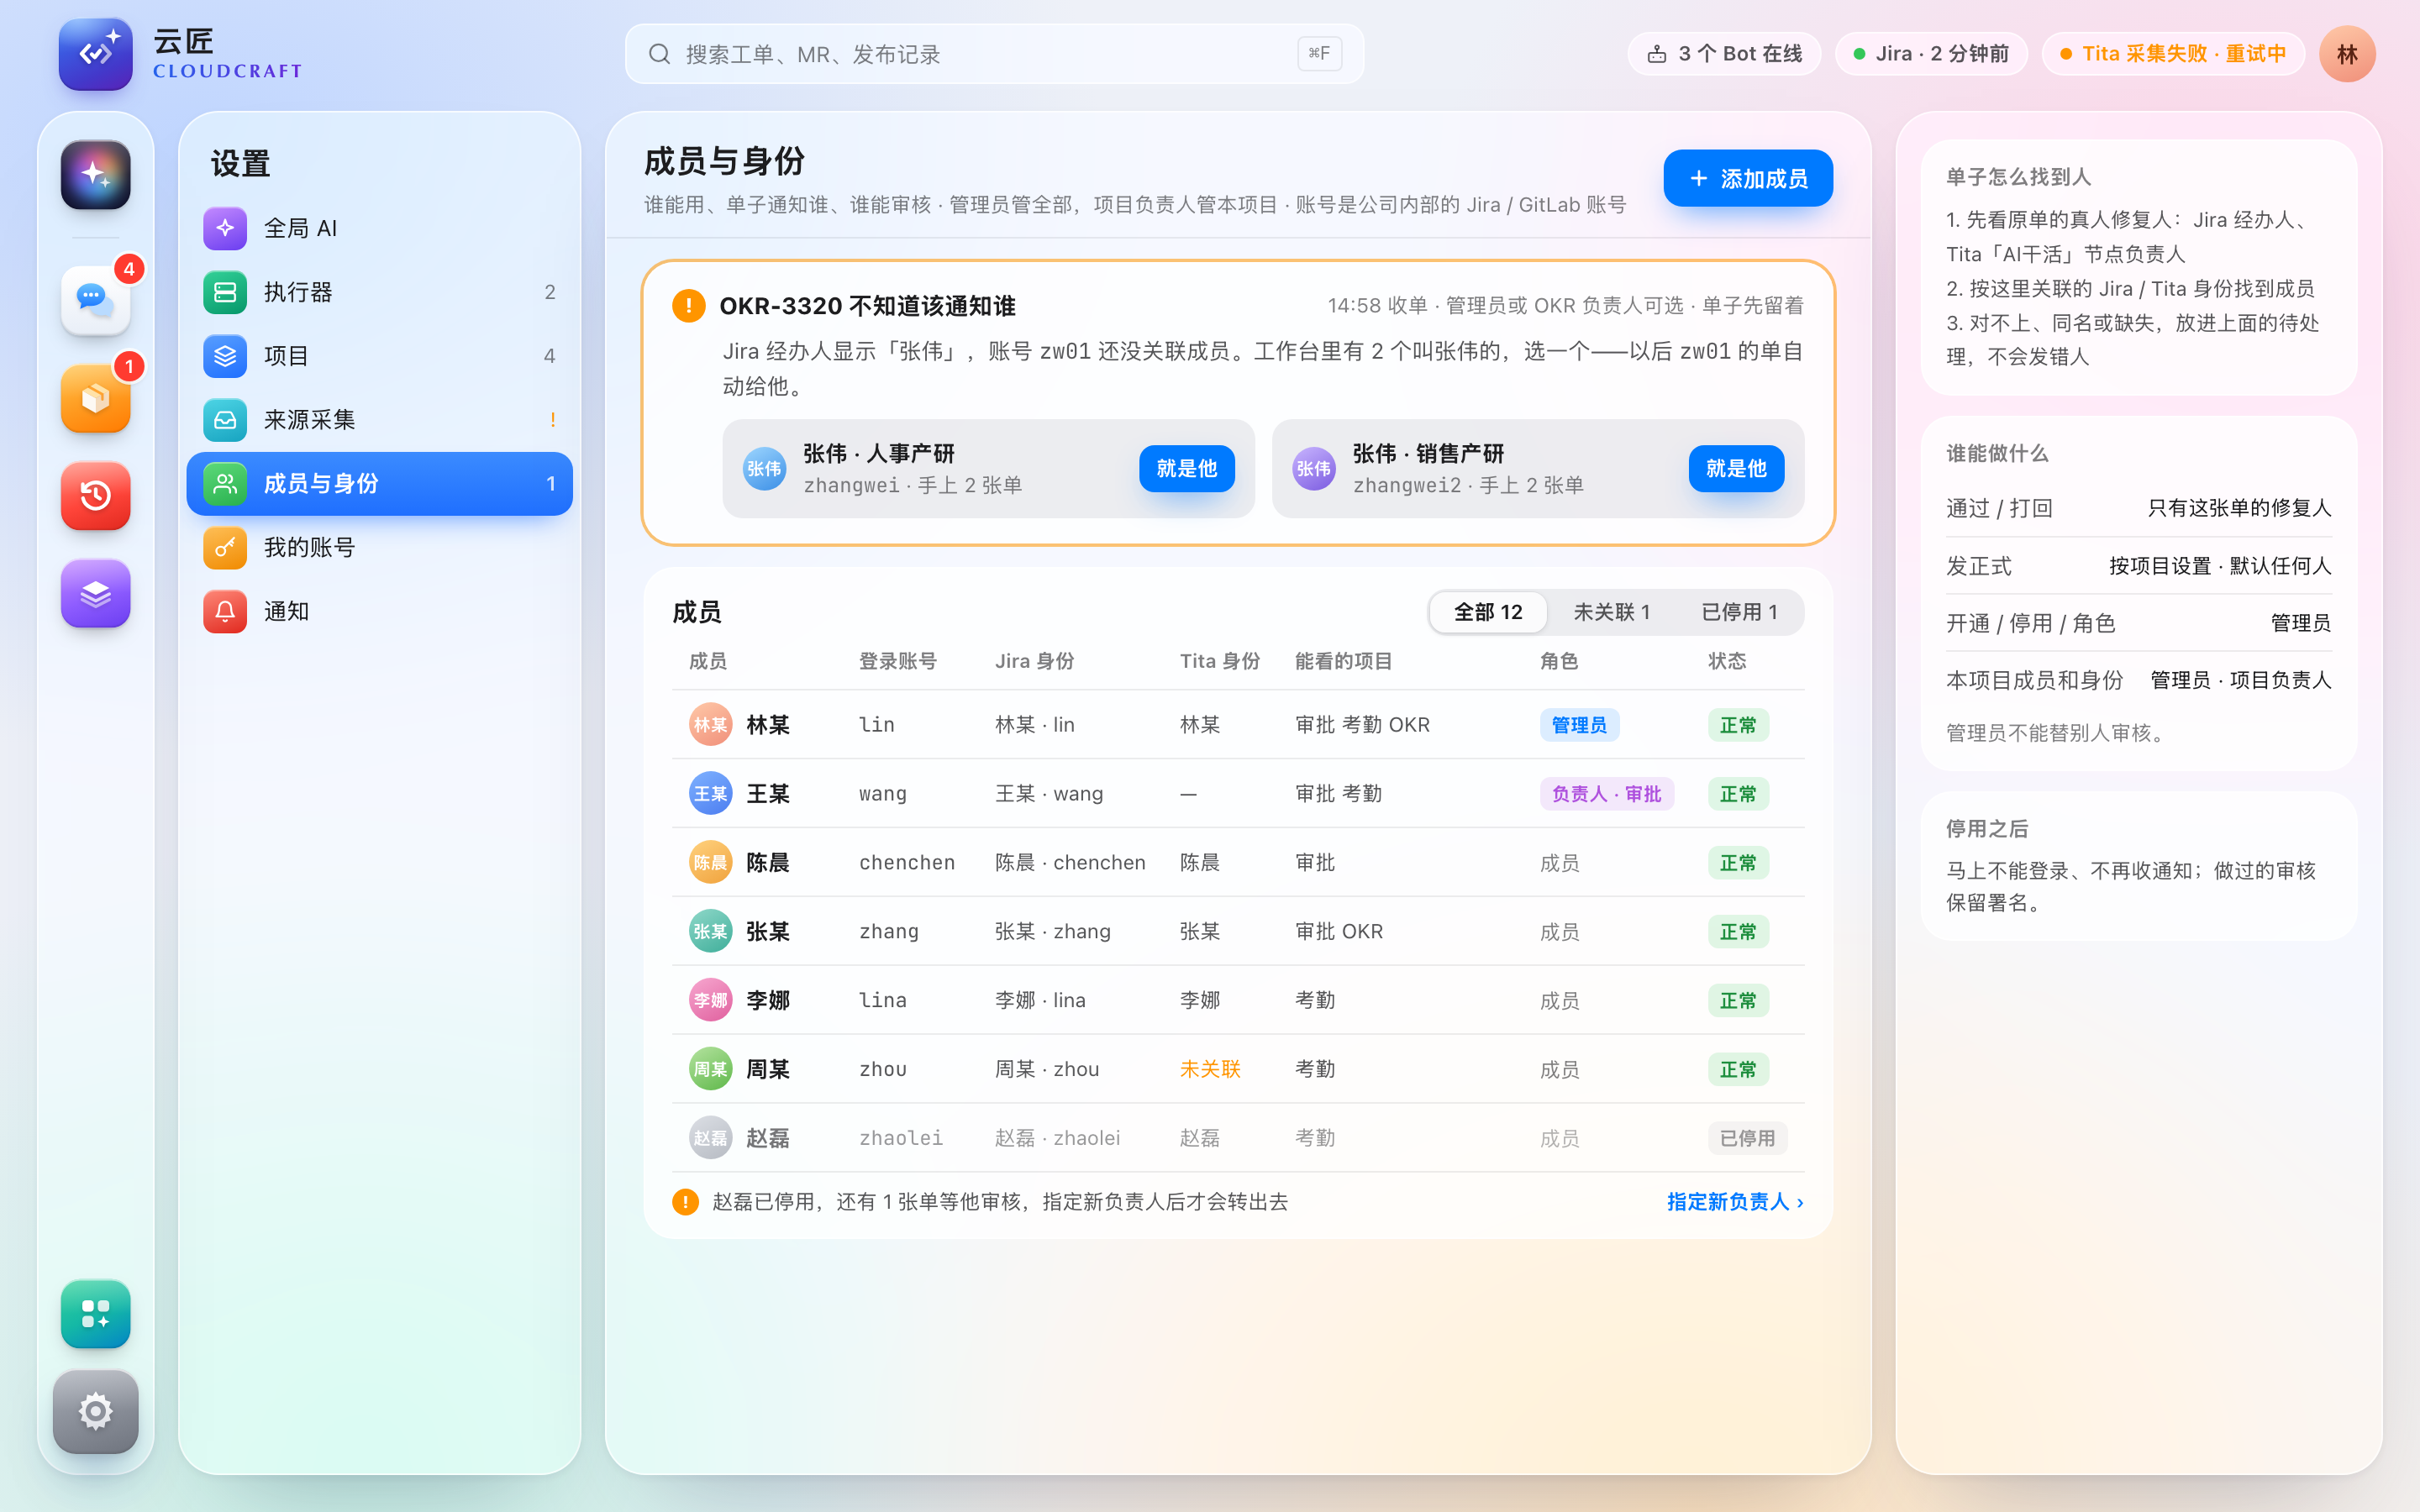 云匠
CLOUDCRAFT
搜索工单、MR、发布记录
⌘F
3 个 Bot 在线
Jira · 2 分钟前
Tita 采集失败 · 重试中
林
4
1
设置
全局 AI
执行器 2
项目 4
来源采集 !
成员与身份 1
我的账号
通知
成员与身份
谁能用、单子通知谁、谁能审核 · 管理员管全部，项目负责人管本项目 · 账号是公司内部的 Jira / GitLab 账号
添加成员
! OKR-3320 不知道该通知谁
14:58 收单 · 管理员或 OKR 负责人可选 · 单子先留着
Jira 经办人显示「张伟」，账号 zw01 还没关联成员。工作台里有 2 个叫张伟的，选一个——以后 zw01 的单自
动给他。
张伟
张伟 · 人事产研
zhangwei · 手上 2 张单
就是他
张伟
张伟 · 销售产研
zhangwei2 · 手上 2 张单
就是他
成员
全部 12 未关联 1 已停用 1
成员 登录账号 Jira 身份 Tita 身份 能看的项目 角色 状态
林某 林某 lin 林某 · lin 林某 审批 考勤 OKR 管理员 正常
王某 王某 wang 王某 · wang — 审批 考勤 负责人 · 审批 正常
陈晨 陈晨 chenchen 陈晨 · chenchen 陈晨 审批 成员 正常
张某 张某 zhang 张某 · zhang 张某 审批 OKR 成员 正常
李娜 李娜 lina 李娜 · lina 李娜 考勤 成员 正常
周某 周某 zhou 周某 · zhou 未关联 考勤 成员 正常
赵磊 赵磊 zhaolei 赵磊 · zhaolei 赵磊 考勤 成员 已停用
! 赵磊已停用，还有 1 张单等他审核，指定新负责人后才会转出去
指定新负责人 ›
单子怎么找到人
1. 先看原单的真人修复人：Jira 经办人、
Tita「AI干活」节点负责人
2. 按这里关联的 Jira / Tita 身份找到成员
3. 对不上、同名或缺失，放进上面的待处
理，不会发错人
谁能做什么
通过 / 打回 只有这张单的修复人
发正式 按项目设置 · 默认任何人
开通 / 停用 / 角色 管理员
本项目成员和身份 管理员 · 项目负责人
管理员不能替别人审核。
停用之后
马上不能登录、不再收通知；做过的审核
保留署名。